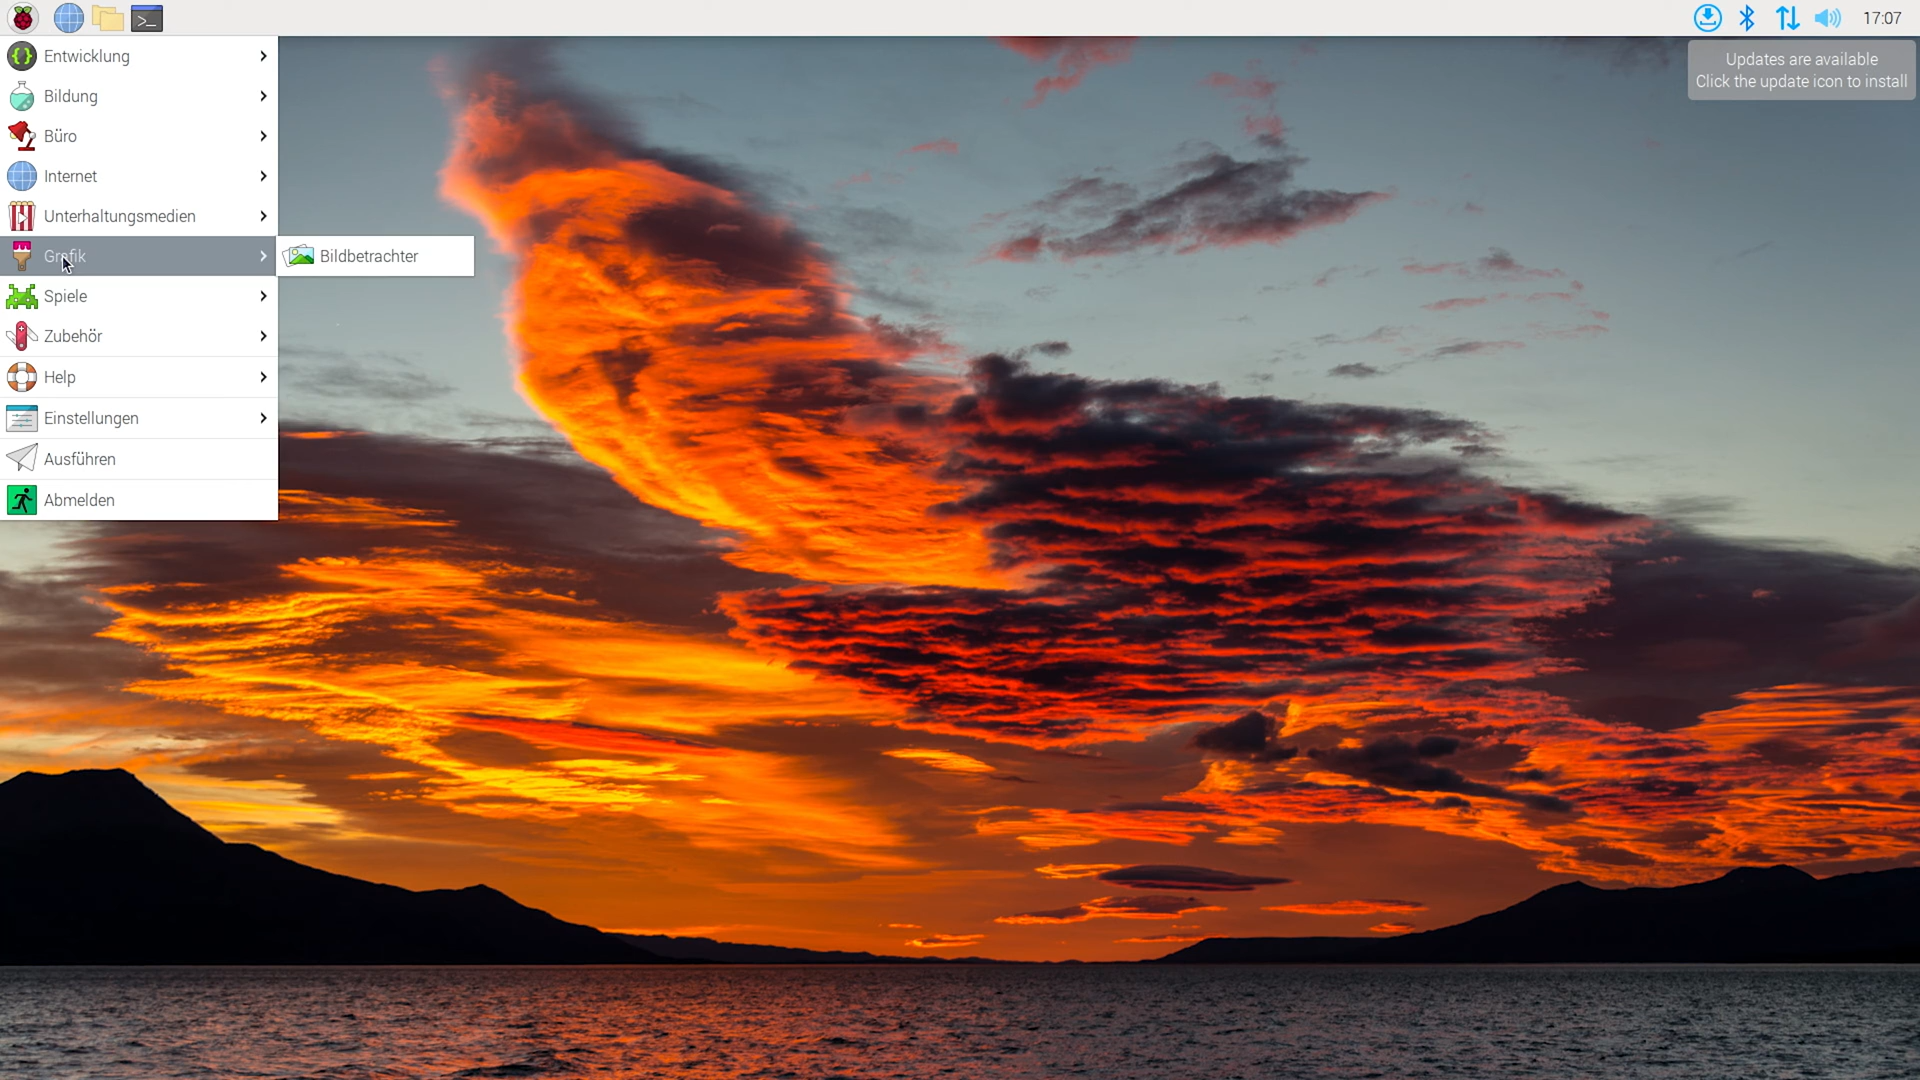 17:07
Updates are available
Click the update icon to install
Entwicklung
Bildung
Büro
Internet
Unterhaltungsmedien
Grafik
Bildbetrachter
Spiele
Zubehör
Help
Einstellungen
Ausführen
Abmelden